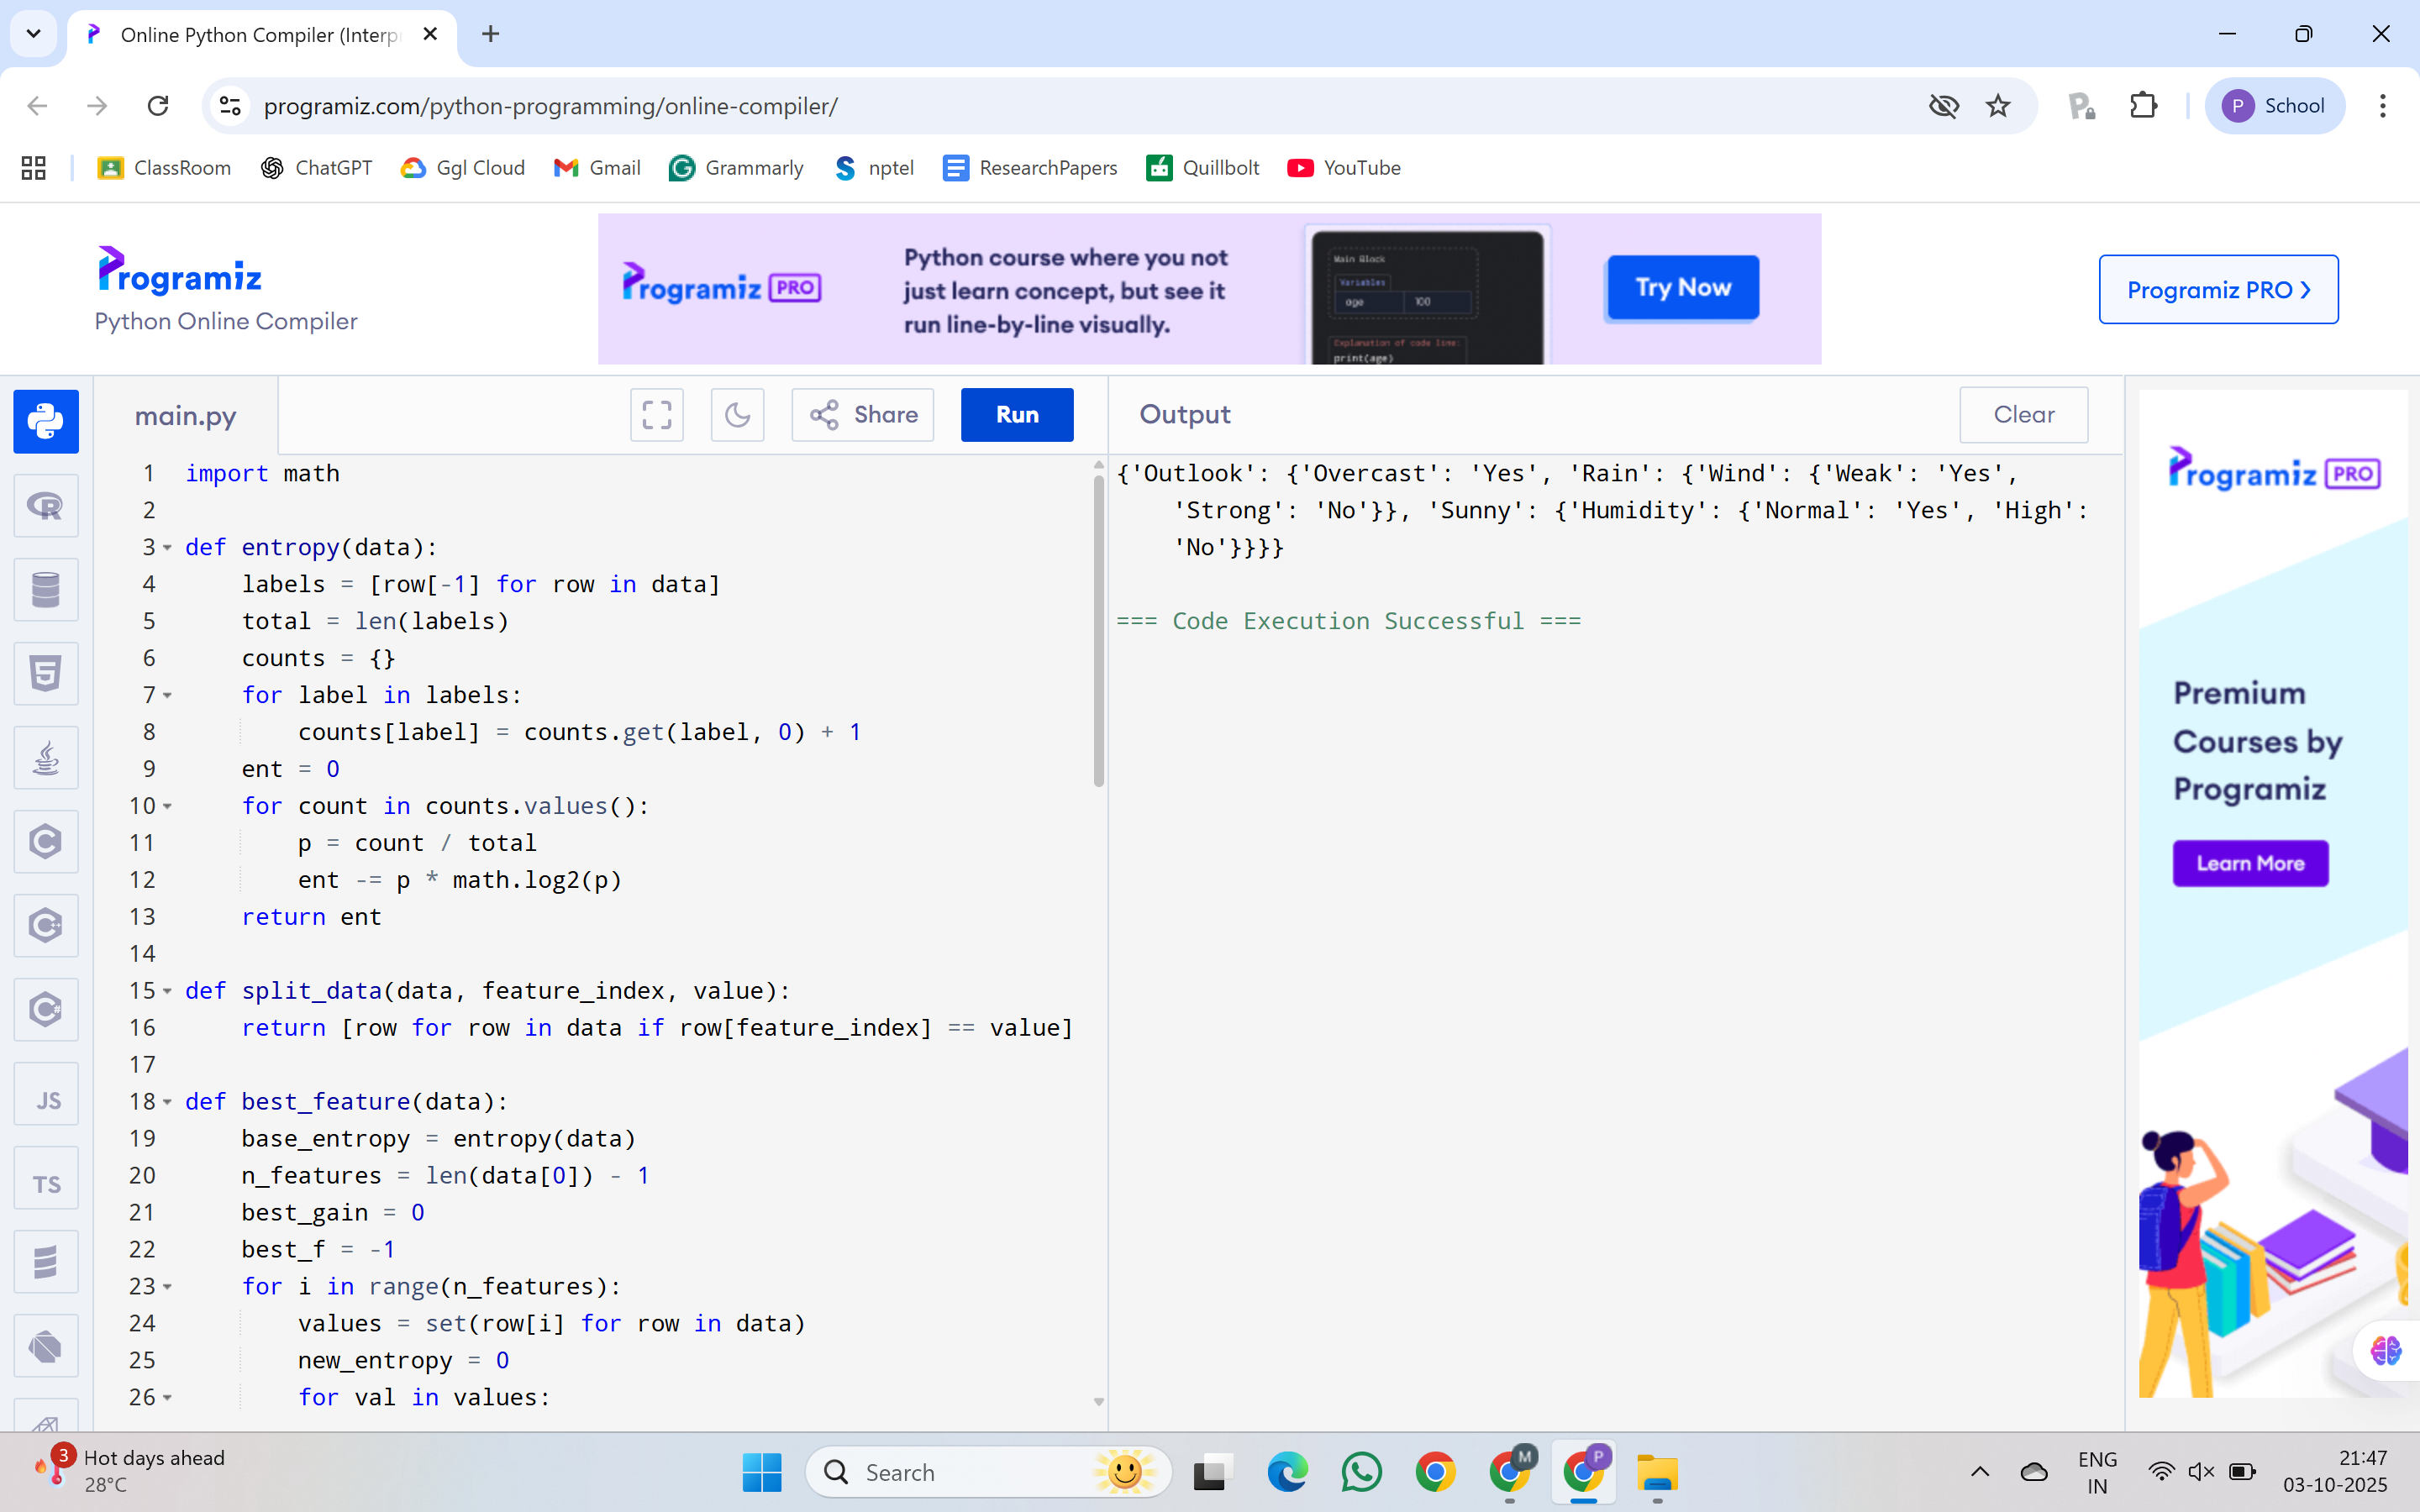 Online Python Compiler (Interp
programiz.com/python-programming/online-compiler/
P School
ClassRoom ChatGPT Ggl Cloud Gmail Grammarly nptel ResearchPapers Quillbolt YouTube
Programiz
Python Online Compiler
Programiz PRO
Python course where you not
just learn concept, but see it
run line-by-line visually.
Main Block
Variables
age 100
Explanation of code line:
print(age)
Try Now
Programiz PRO ❯
main.py
Share
Run
Output
Clear
1 import math
2
3 def entropy(data):
4 labels = [row[-1] for row in data]
5 total = len(labels)
6 counts = {}
7 for label in labels:
8 counts[label] = counts.get(label, 0) + 1
9 ent = 0
10 for count in counts.values():
11 p = count / total
12 ent -= p * math.log2(p)
13 return ent
14
15 def split_data(data, feature_index, value):
16 return [row for row in data if row[feature_index] == value]
17
18 def best_feature(data):
19 base_entropy = entropy(data)
20 n_features = len(data[0]) - 1
21 best_gain = 0
22 best_f = -1
23 for i in range(n_features):
24 values = set(row[i] for row in data)
25 new_entropy = 0
26 for val in values:
{'Outlook': {'Overcast': 'Yes', 'Rain': {'Wind': {'Weak': 'Yes',
'Strong': 'No'}}, 'Sunny': {'Humidity': {'Normal': 'Yes', 'High':
'No'}}}}
=== Code Execution Successful ===
JS
TS
Programiz PRO
Premium
Courses by
Programiz
Learn More
3
Hot days ahead
28°C
Search
M
P
ENG
IN
21:47
03-10-2025